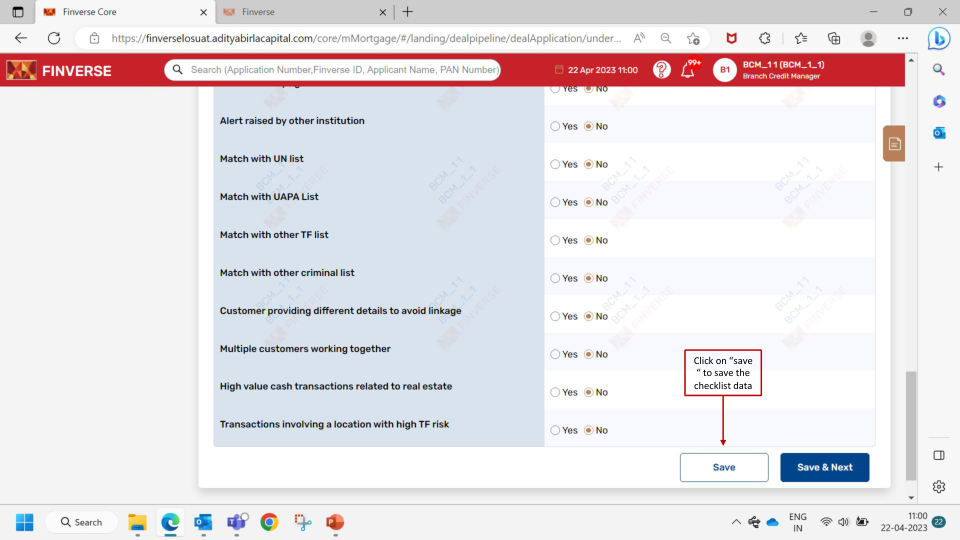 Finverse Core
Finverse
https://finverselosuat.adityabirlacapital.com/core/mMortgage/#/landing/dealpipeline/dealApplication/under...
FINVERSE
Search (Application Number,Finverse ID, Applicant Name, PAN Number)
22 Apr 2023 11:00
99+
B1
BCM_1 1 (BCM_1_1)
Branch Credit Manager
Yes No
Alert raised by other institution
Yes No
Match with UN list
Yes No
Match with UAPA List
Yes No
Match with other TF list
Yes No
Match with other criminal list
Yes No
Customer providing different details to avoid linkage
Yes No
Multiple customers working together
Yes No
High value cash transactions related to real estate
Yes No
Transactions involving a location with high TF risk
Yes No
Click on “save
“ to save the
checklist data
Save
Save & Next
BCM_11
BCM_1_1
FINVERSE
Search
ENG
IN
11:00
22-04-2023
22